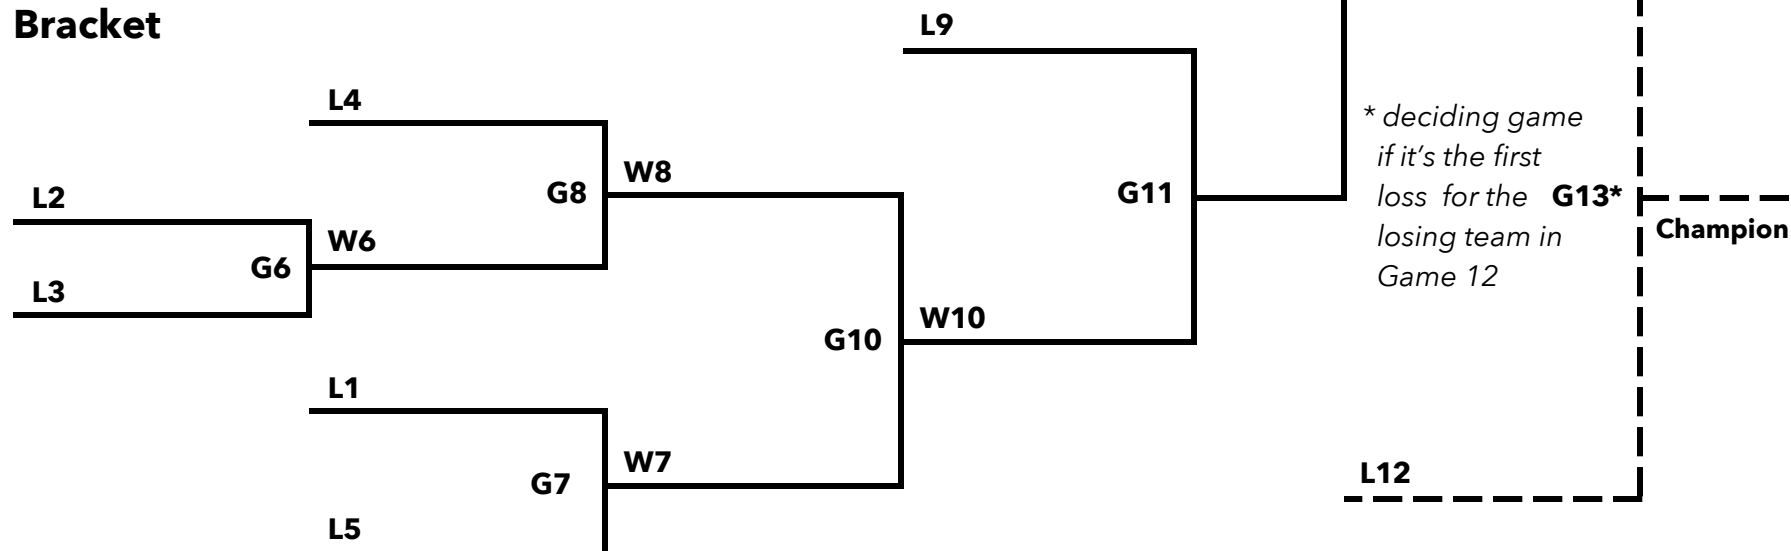 Bracket
L9
L4
* deciding game
if it's the first
loss for the
losing team in
Game 12
W8
L2
G8
G11
G13*
Champion
W6
G6
L3
W10
G10
L1
W7
L12
G7
L5